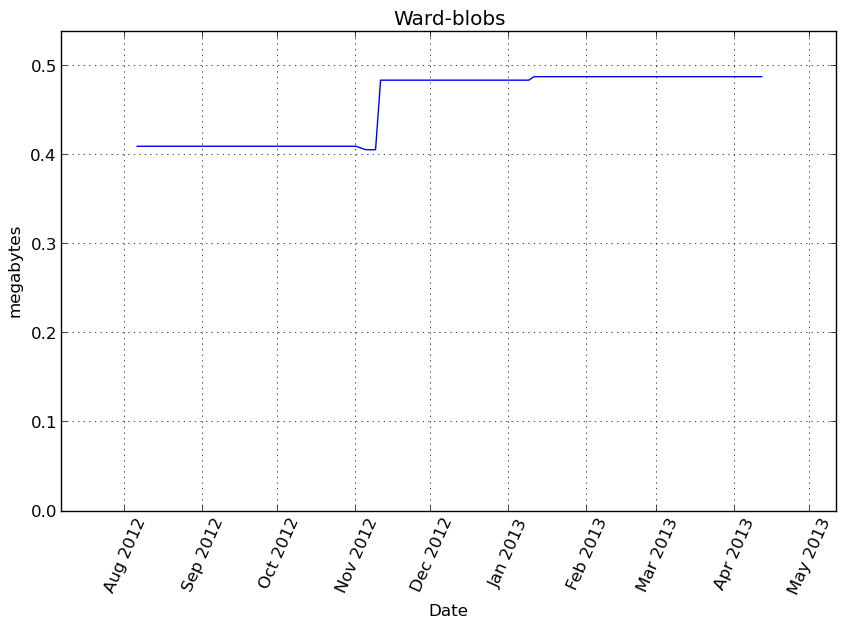 Ward-blobs
0.5
0.4
0.3
0.2
0.1
0.0
megabytes
Aug 2012
Sep 2012
Oct 2012
Nov 2012
Dec 2012
Jan 2013
Feb 2013
Mar 2013
Apr 2013
May 2013
Date